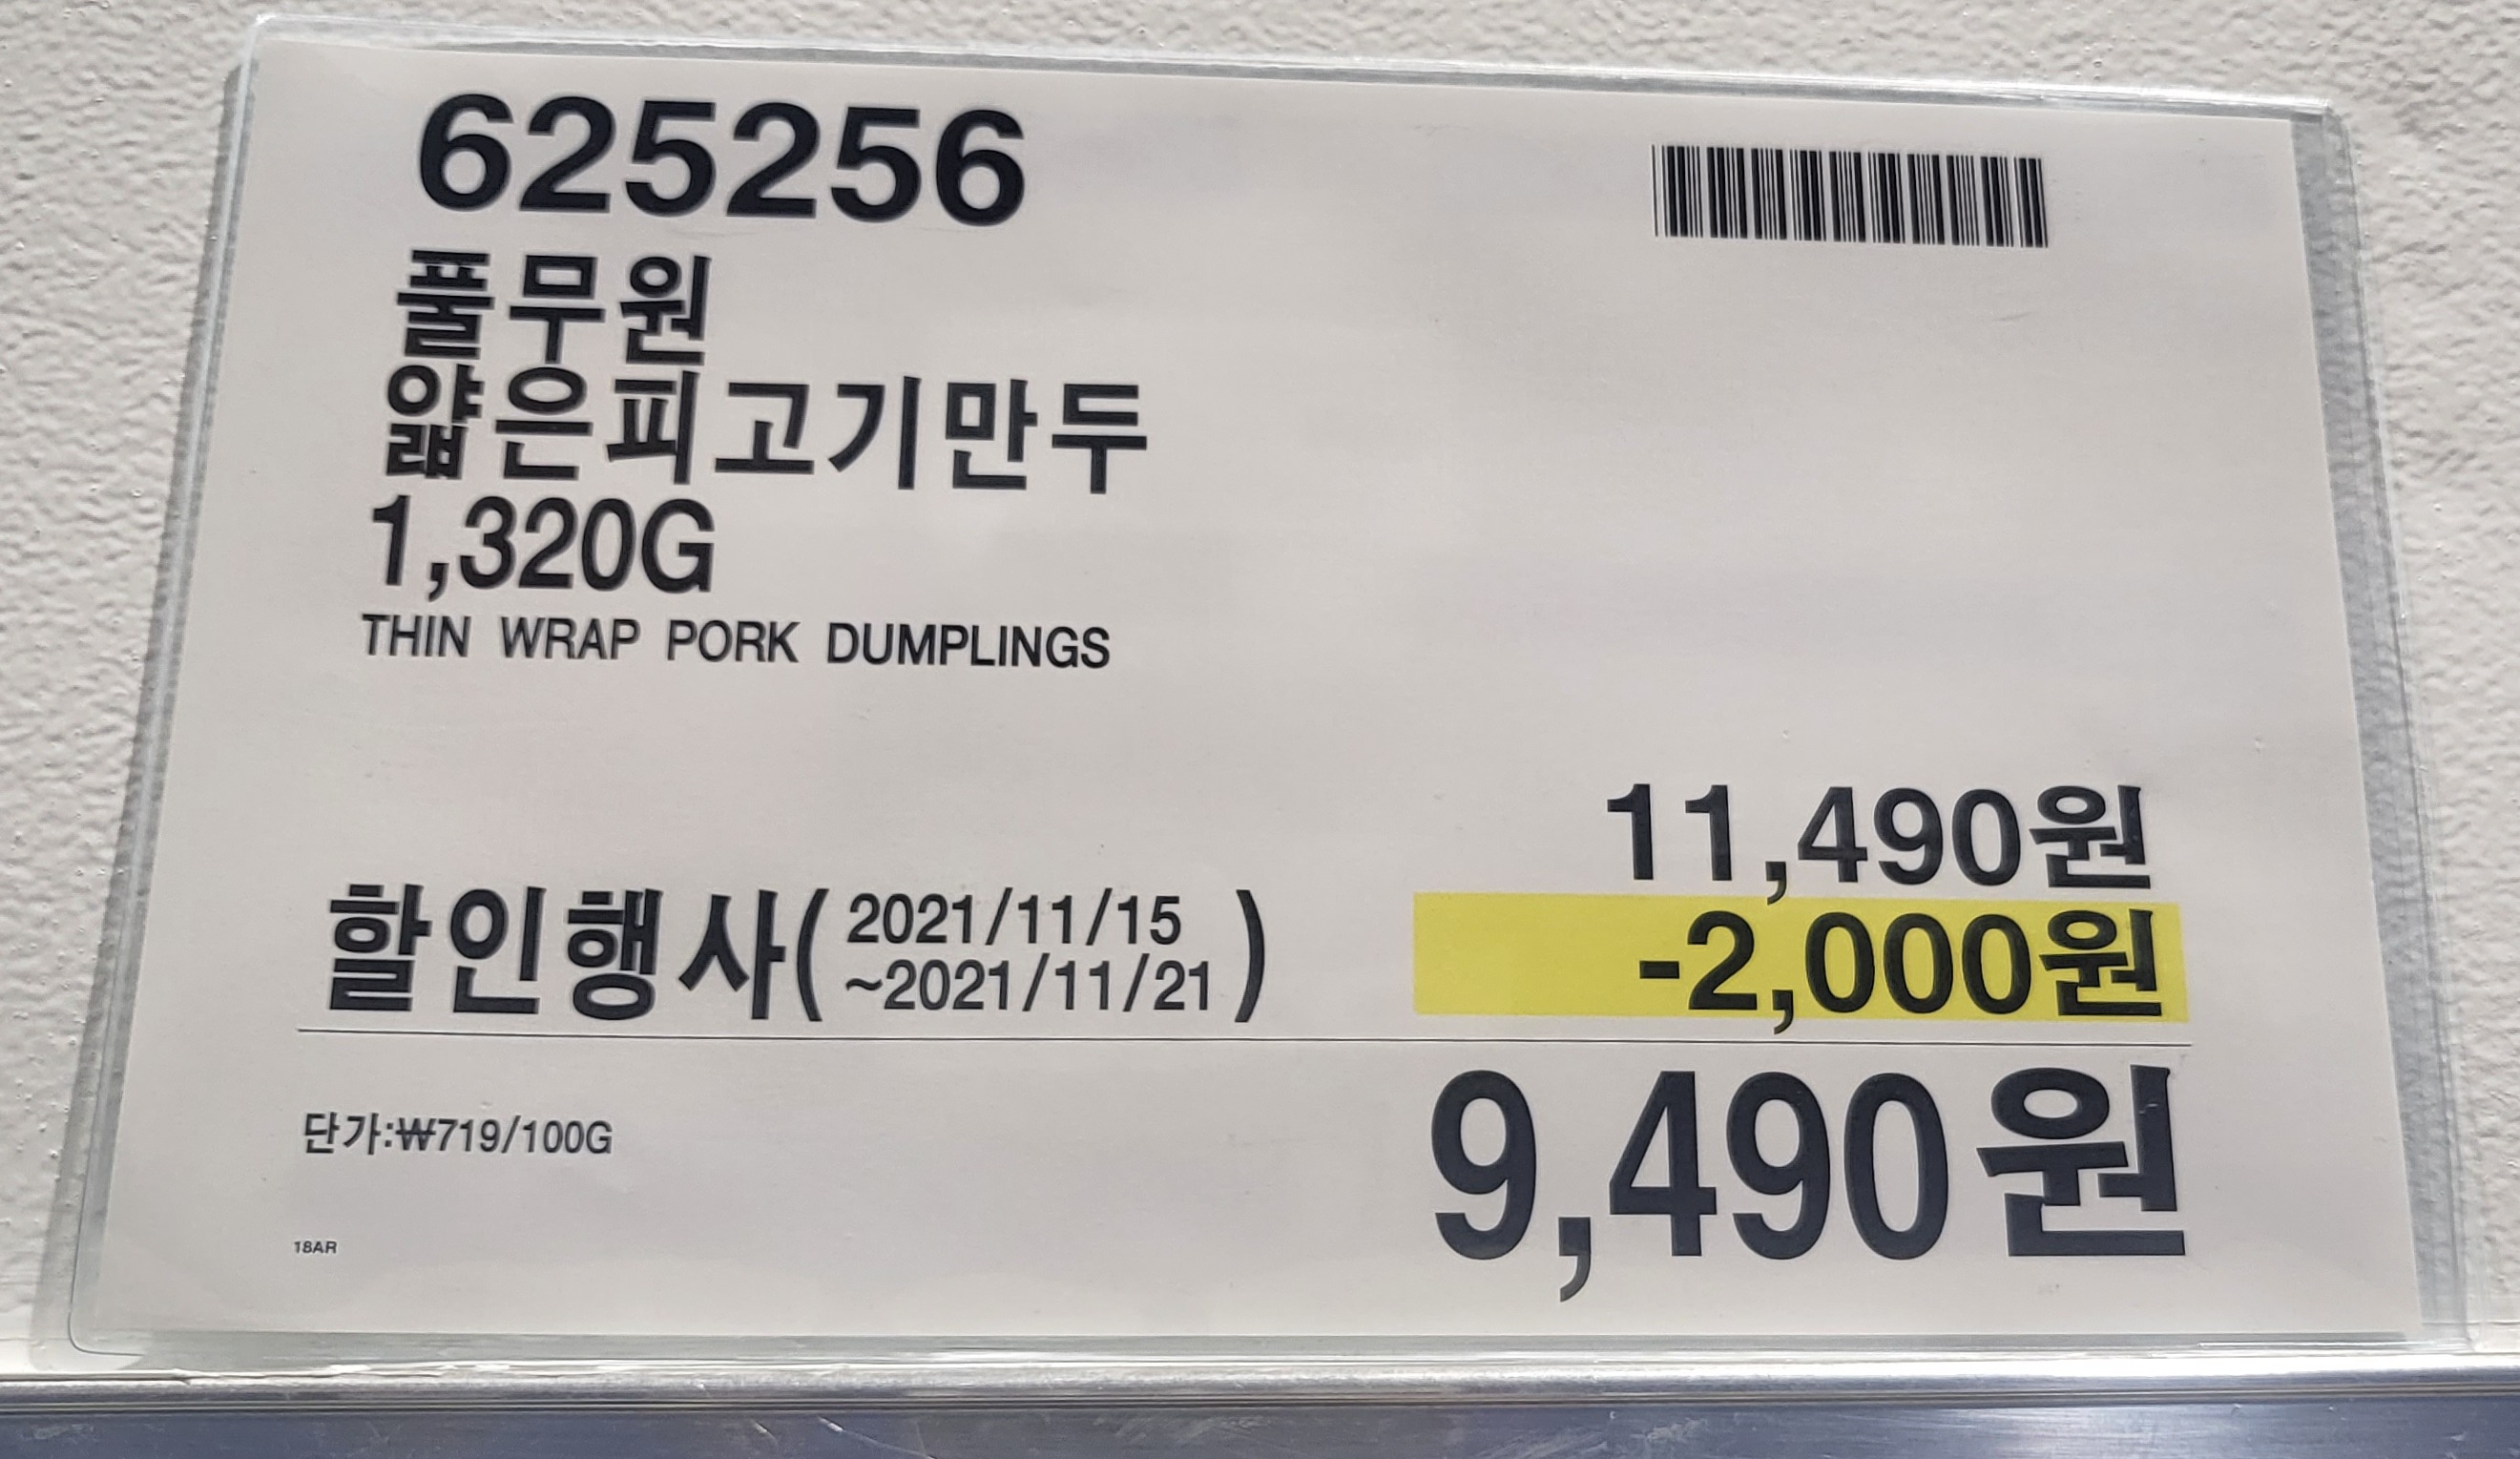 625256
풀무원
얇은피고기만두
1,320G
THIN WRAP PORK DUMPLINGS
11,490원
할인행사( 2021/11/15 ~2021/11/21 ) -2,000원
9,490원
단가:₩719/100G
18AR